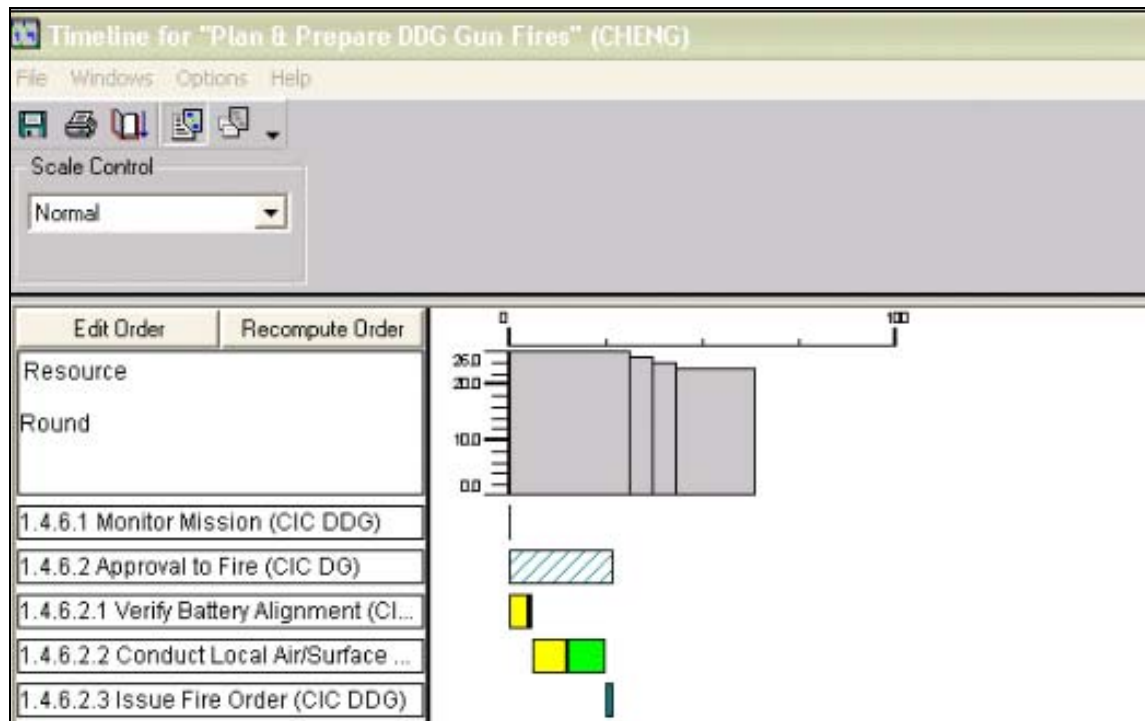 Timeline for "Plan & Prepare DDG Gun Fires" (CHENG)
File Windows Options Help
Scale Control
Normal
Edit Order Recompute Order
0 100
Resource
Round
25.0
20.0
10.0
0.0
1.4.6.1 Monitor Mission (CIC DDG)
1.4.6.2 Approval to Fire (CIC DG)
1.4.6.2.1 Verify Battery Alignment (CI...
1.4.6.2.2 Conduct Local Air/Surface ...
1.4.6.2.3 Issue Fire Order (CIC DDG)